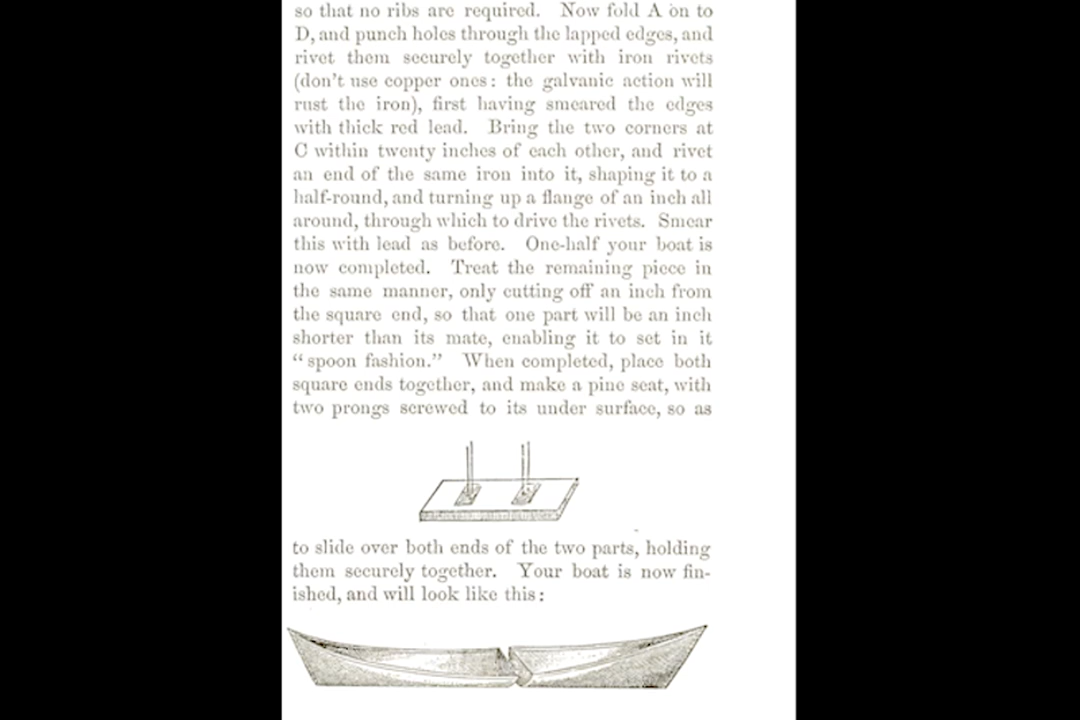 so that no ribs are required. Now fold A on to
D, and punch holes through the lapped edges, and
rivet them securely together with iron rivets
(don't use copper ones: the galvanic action will
rust the iron), first having smeared the edges
with thick red lead. Bring the two corners at
C within twenty inches of each other, and rivet
an end of the same iron into it, shaping it to a
half-round, and turning up a flange of an inch all
around, through which to drive the rivets. Smear
this with lead as before. One-half your boat is
now completed. Treat the remaining piece in
the same manner, only cutting off an inch from
the square end, so that one part will be an inch
shorter than its mate, enabling it to set in it
“spoon fashion.” When completed, place both
square ends together, and make a pine seat, with
two prongs screwed to its under surface, so as
to slide over both ends of the two parts, holding
them securely together. Your boat is now fin-
ished, and will look like this: